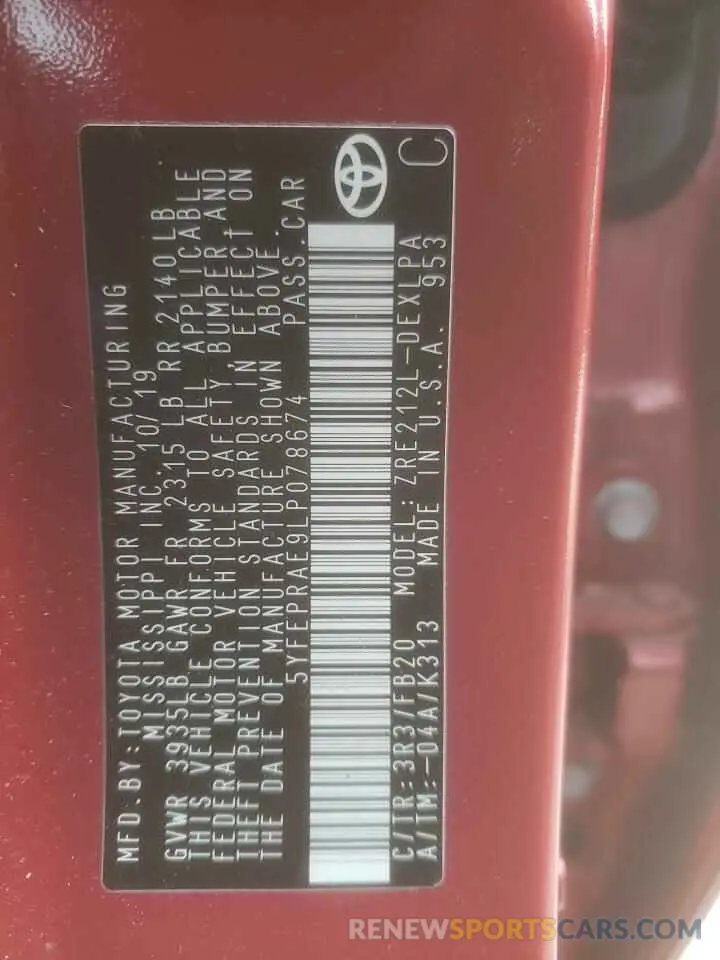 MFD.BY:TOYOTA MOTOR MANUFACTURING
MISSISSIPPI INC.10/19
GVWR 3935LB GAWR FR 2315 LB RR 2140LB
THIS VEHICLE CONFORMS TO ALL APPLICABLE
FEDERAL MOTOR VEHICLE SAFETY, BUMPER AND
THEFT PREVENTION STANDARDS IN EFFECT ON
THE DATE OF MANUFACTURE SHOWN ABOVE.
5YFEPRAE9LP078674 PASS.CAR
C/TR:3R3/FB20 MODEL: ZRE212L-DEXLPA
A/TM:-04A/K313 MADE IN U.S.A. 953
C
RENEWSPORTSCARS.COM